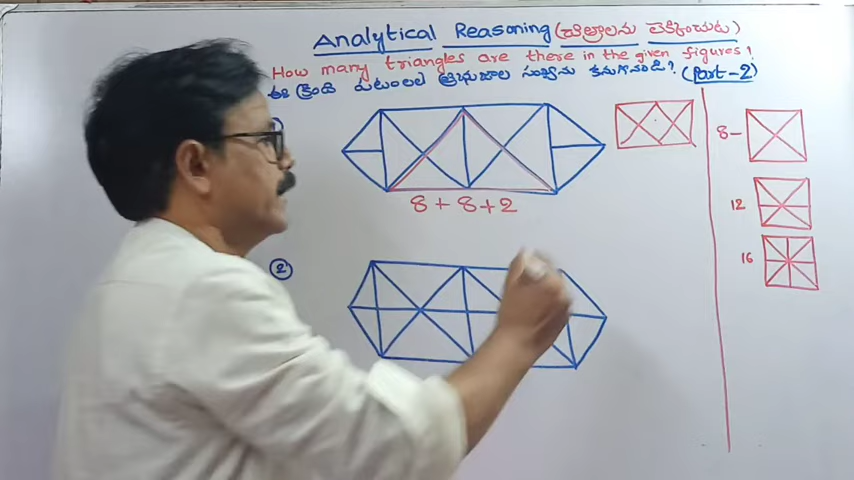 Analytical Reasoning (చిత్రాలను లెక్కించుట)
How many triangles are these in the given figures?
ఈ క్రింది పటంలలో త్రిభుజాల సంఖ్యను కనుగొనండి? (Part-2)
8-
8 + 8 + 2
12
2
16